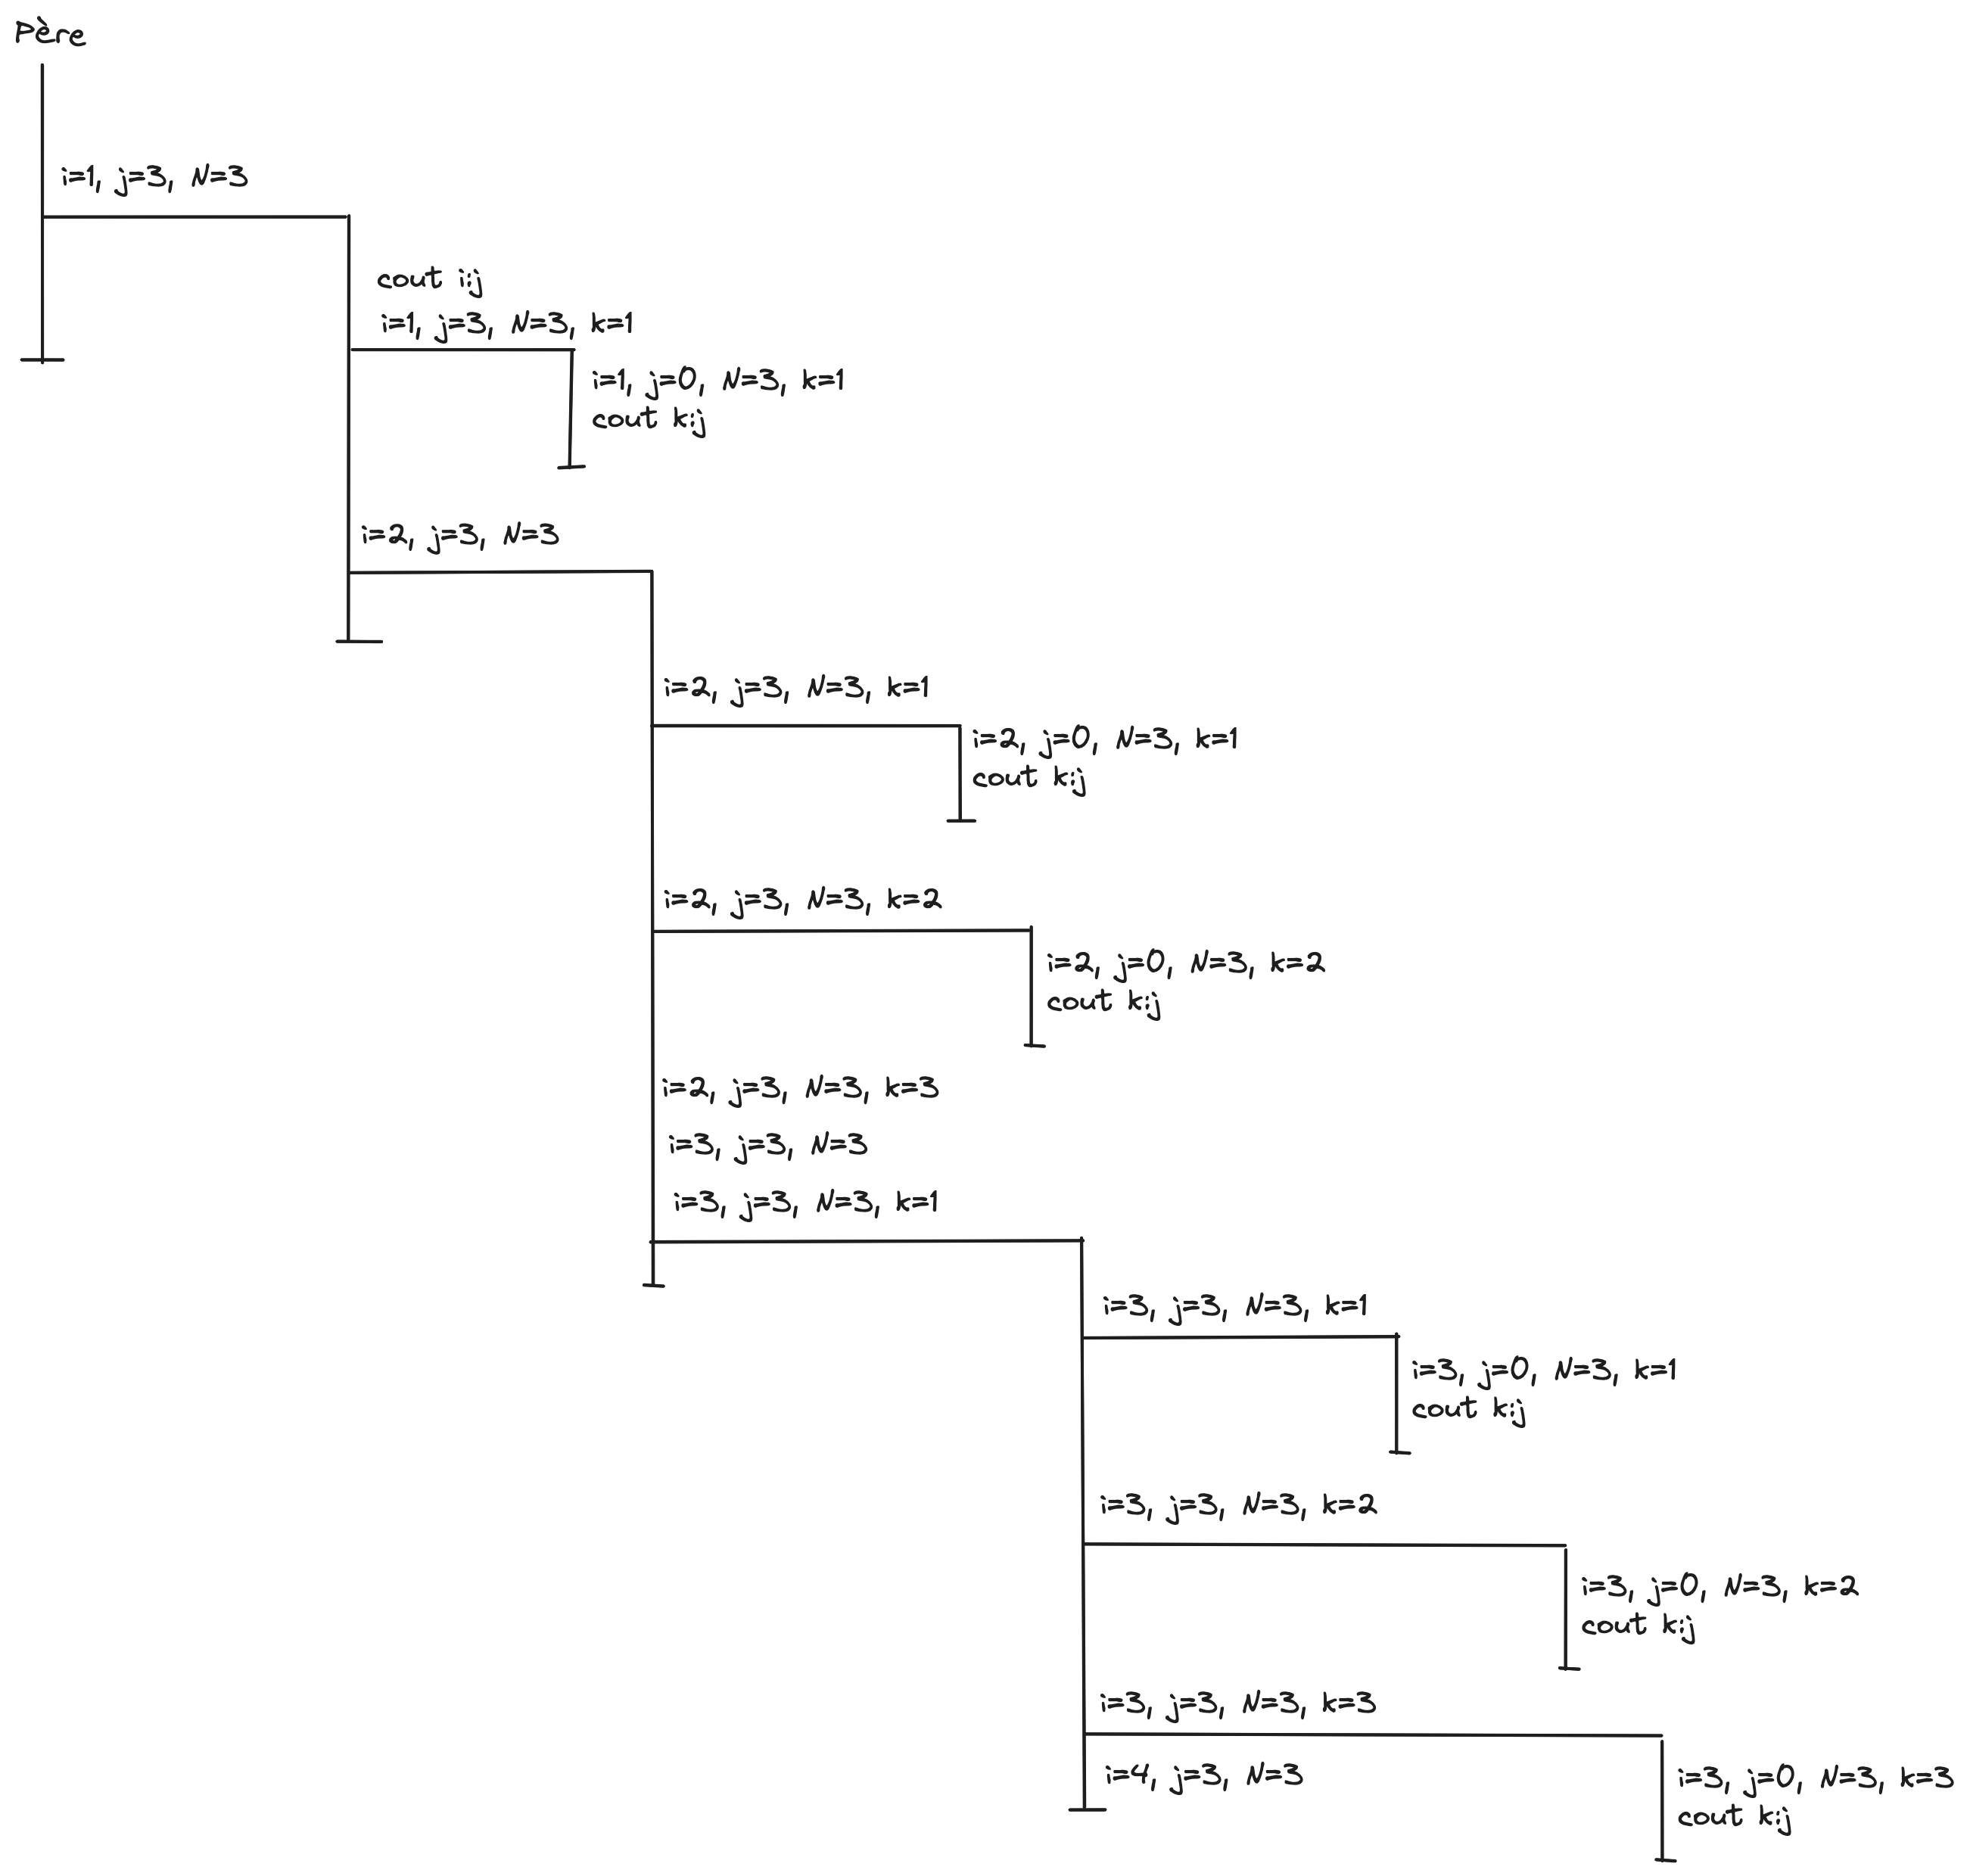 Père
i=1, j=3, N=3
cout i:j
i=1, j=3, N=3, k=1
i=1, j=0, N=3, k=1
cout k:j
i=2, j=3, N=3
i=2, j=3, N=3, k=1
i=2, j=0, N=3, k=1
cout k:j
i=2, j=3, N=3, k=2
i=2, j=0, N=3, k=2
cout k:j
i=2, j=3, N=3, k=3
i=3, j=3, N=3
i=3, j=3, N=3, k=1
i=3, j=3, N=3, k=1
i=3, j=0, N=3, k=1
cout k:j
i=3, j=3, N=3, k=2
i=3, j=0, N=3, k=2
cout k:j
i=3, j=3, N=3, k=3
i=4, j=3, N=3
i=3, j=0, N=3, k=3
cout k:j